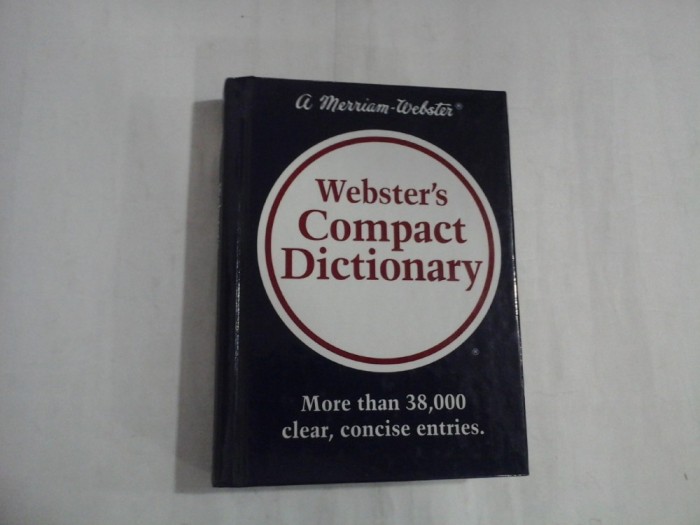 A Merriam-Webster®
Webster's
Compact
Dictionary
More than 38,000
clear, concise entries.